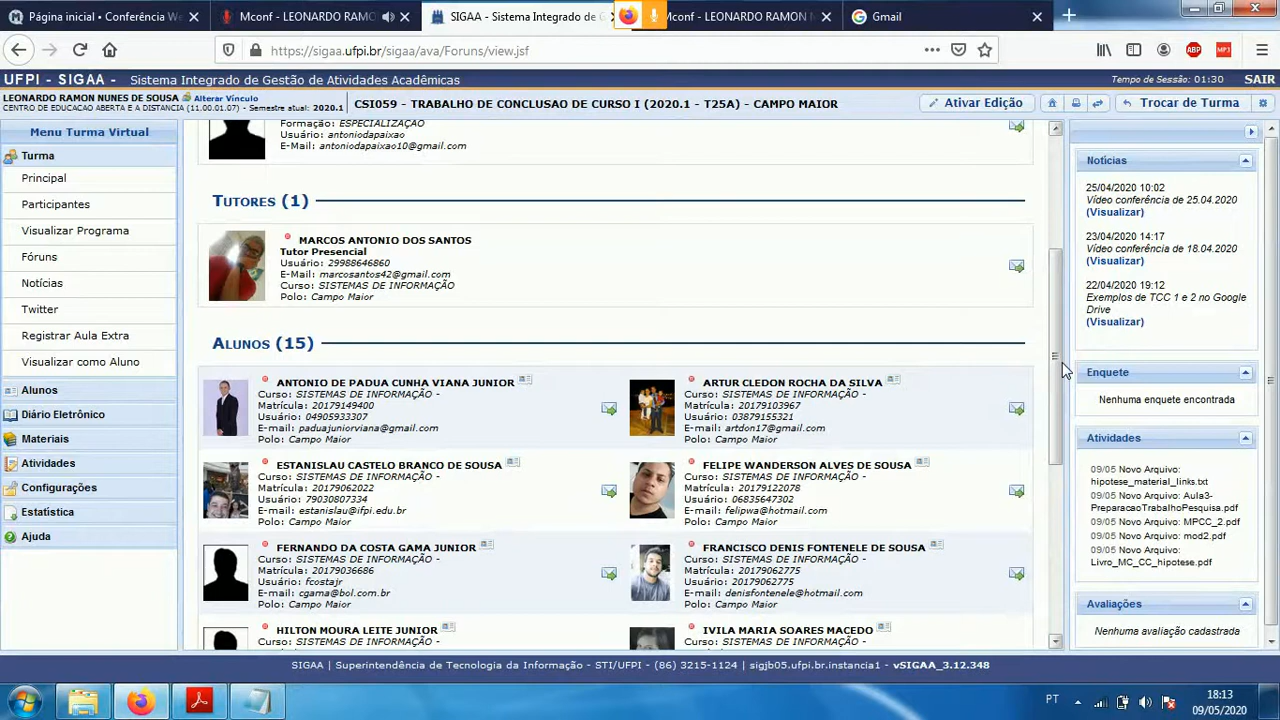 Página inicial • Conferência We
Mconf - LEONARDO RAMO
SIGAA - Sistema Integrado de
Mconf - LEONARDO RAMON
Gmail
https://sigaa.ufpi.br/sigaa/ava/Foruns/view.jsf
UFPI - SIGAA - Sistema Integrado de Gestão de Atividades Acadêmicas
Tempo de Sessão: 01:30 SAIR
LEONARDO RAMON NUNES DE SOUSA Alterar Vínculo
CENTRO DE EDUCACAO ABERTA E A DISTANCIA (11.00.01.07) - Semestre atual: 2020.1
CSI059 - TRABALHO DE CONCLUSAO DE CURSO I (2020.1 - T25A) - CAMPO MAIOR
Ativar Edição
Trocar de Turma
Menu Turma Virtual
Turma
Principal
Participantes
Visualizar Programa
Fóruns
Notícias
Twitter
Registrar Aula Extra
Visualizar como Aluno
Alunos
Diário Eletrônico
Materiais
Atividades
Configurações
Estatística
Ajuda
Formação: ESPECIALIZAÇÃO
Usuário: antoniodapaixao
E-Mail: antoniodapaixao10@gmail.com
TUTORES (1)
MARCOS ANTONIO DOS SANTOS
Tutor Presencial
Usuário: 29988646860
E-Mail: marcosantos42@gmail.com
Curso: SISTEMAS DE INFORMAÇÃO
Polo: Campo Maior
ALUNOS (15)
ANTONIO DE PADUA CUNHA VIANA JUNIOR
Curso: SISTEMAS DE INFORMAÇÃO -
Matrícula: 20179149400
Usuário: 04905933307
E-mail: paduajuniorviana@gmail.com
Polo: Campo Maior
ARTUR CLEDON ROCHA DA SILVA
Curso: SISTEMAS DE INFORMAÇÃO -
Matrícula: 20179103967
Usuário: 03879155321
E-mail: artdon17@gmail.com
Polo: Campo Maior
ESTANISLAU CASTELO BRANCO DE SOUSA
Curso: SISTEMAS DE INFORMAÇÃO -
Matrícula: 20179062022
Usuário: 79030807334
E-mail: estanislau@ifpi.edu.br
Polo: Campo Maior
FELIPE WANDERSON ALVES DE SOUSA
Curso: SISTEMAS DE INFORMAÇÃO -
Matrícula: 20179122078
Usuário: 06835647302
E-mail: felipwa@hotmail.com
Polo: Campo Maior
FERNANDO DA COSTA GAMA JUNIOR
Curso: SISTEMAS DE INFORMAÇÃO -
Matrícula: 20179036686
Usuário: fcostajr
E-mail: cgama@bol.com.br
Polo: Campo Maior
FRANCISCO DENIS FONTENELE DE SOUSA
Curso: SISTEMAS DE INFORMAÇÃO -
Matrícula: 20179062775
Usuário: 20179062775
E-mail: denisfontenele@hotmail.com
Polo: Campo Maior
HILTON MOURA LEITE JUNIOR
Curso: SISTEMAS DE INFORMAÇÃO -
IVILA MARIA SOARES MACEDO
Curso: SISTEMAS DE INFORMAÇÃO -
Notícias
25/04/2020 10:02
Vídeo conferência de 25.04.2020
(Visualizar)
23/04/2020 14:17
Vídeo conferência de 18.04.2020
(Visualizar)
22/04/2020 19:12
Exemplos de TCC 1 e 2 no Google
Drive
(Visualizar)
Enquete
Nenhuma enquete encontrada
Atividades
09/05 Novo Arquivo:
hipotese_material_links.txt
09/05 Novo Arquivo: Aula3-
PreparacaoTrabalhoPesquisa.pdf
09/05 Novo Arquivo: MPCC_2.pdf
09/05 Novo Arquivo: mod2.pdf
09/05 Novo Arquivo:
Livro_MC_CC_hipotese.pdf
Avaliações
Nenhuma avaliação cadastrada
SIGAA | Superintendência de Tecnologia da Informação - STI/UFPI - (86) 3215-1124 | sigjb05.ufpi.br.instancia1 - vSIGAA_3.12.348
PT
18:13
09/05/2020